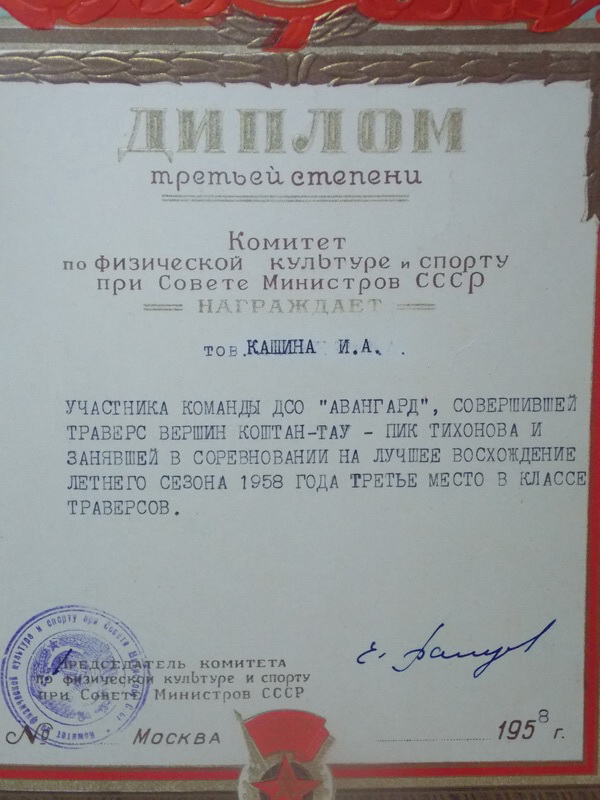 ДИПЛОМ
третьей степени
Комитет
по физической культуре и спорту
при Совете Министров СССР
НАГРАЖДАЕТ
тов. КАШИНА И.А.
УЧАСТНИКА КОМАНДЫ ДСО "АВАНГАРД", СОВЕРШИВШЕЙ
ТРАВЕРС ВЕРШИН КОШТАН-ТАУ - ПИК ТИХОНОВА И
ЗАНЯВШЕЙ В СОРЕВНОВАНИИ НА ЛУЧШЕЕ ВОСХОЖДЕНИЕ
ЛЕТНЕГО СЕЗОНА 1958 ГОДА ТРЕТЬЕ МЕСТО В КЛАССЕ
ТРАВЕРСОВ.
Председатель комитета
по физической культуре и спорту
при Совете Министров СССР
№ Москва 1958 г.